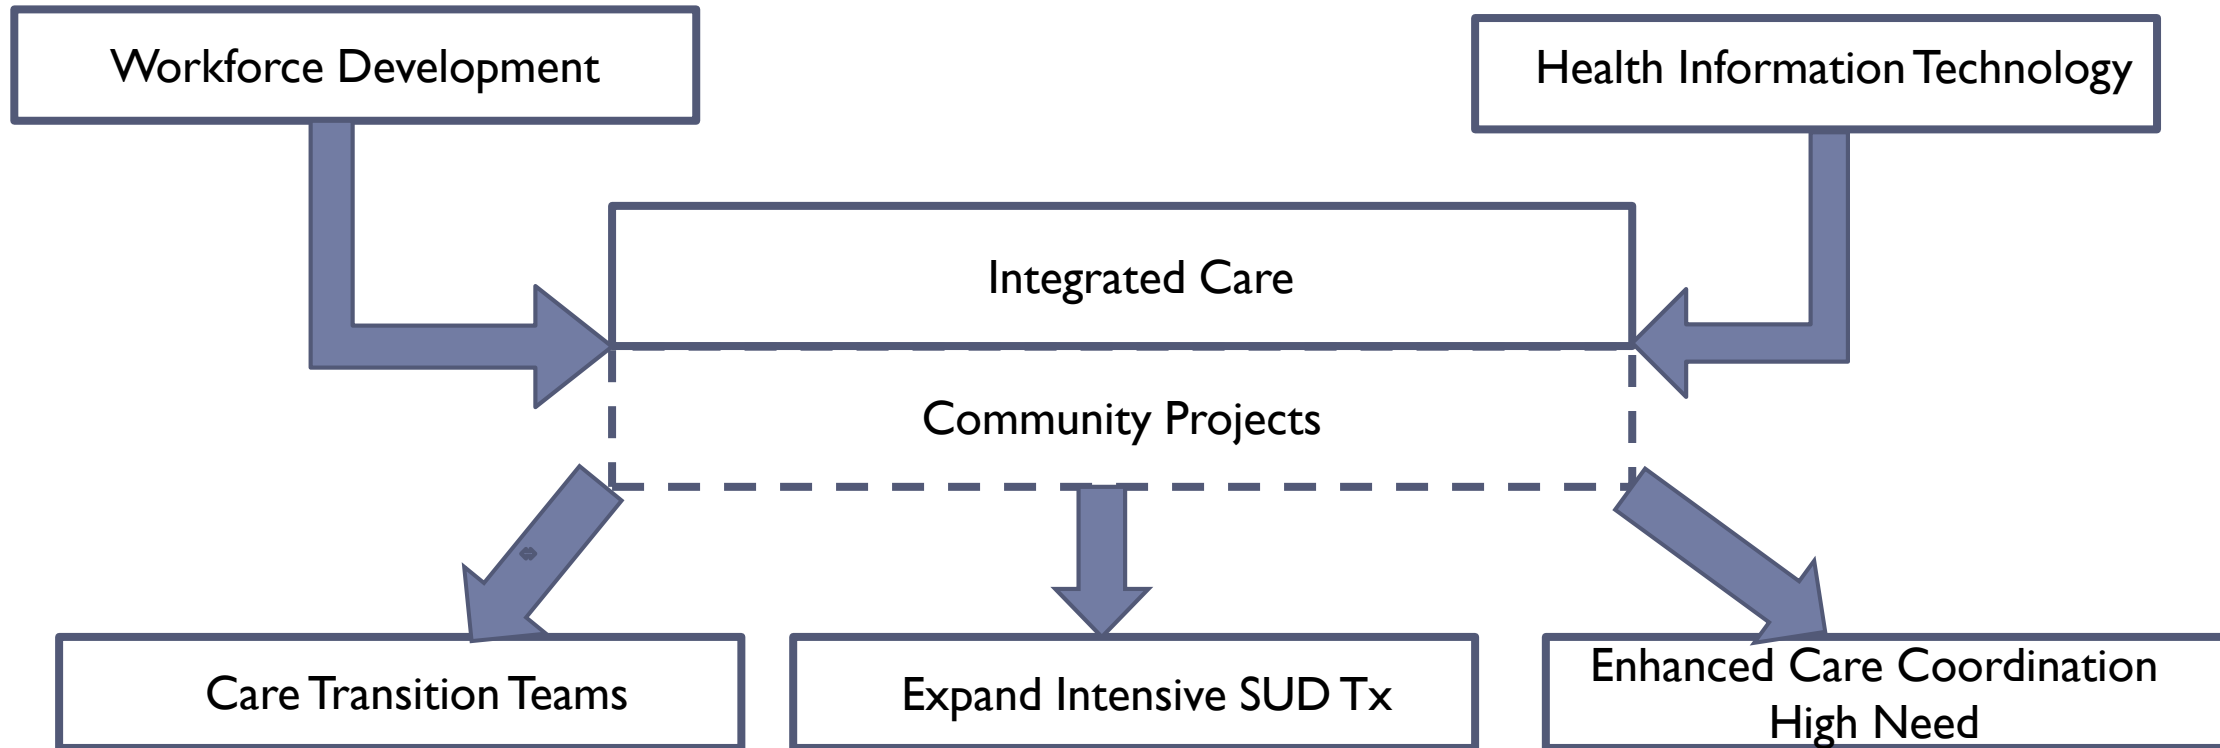 Workforce Development
Health Information Technology
Integrated Care
Community Projects
Care Transition Teams
Expand Intensive SUD Tx
Enhanced Care Coordination
High Need